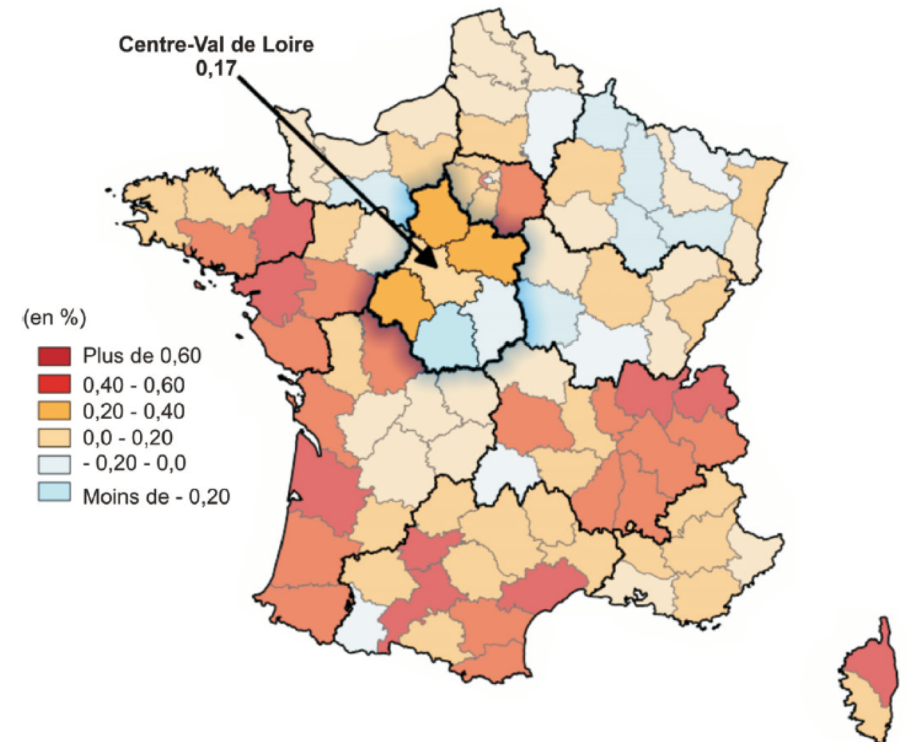 Centre-Val de Loire
0,17
(en %)
Plus de 0,60
0,40 - 0,60
0,20 - 0,40
0,0 - 0,20
- 0,20 - 0,0
Moins de - 0,20